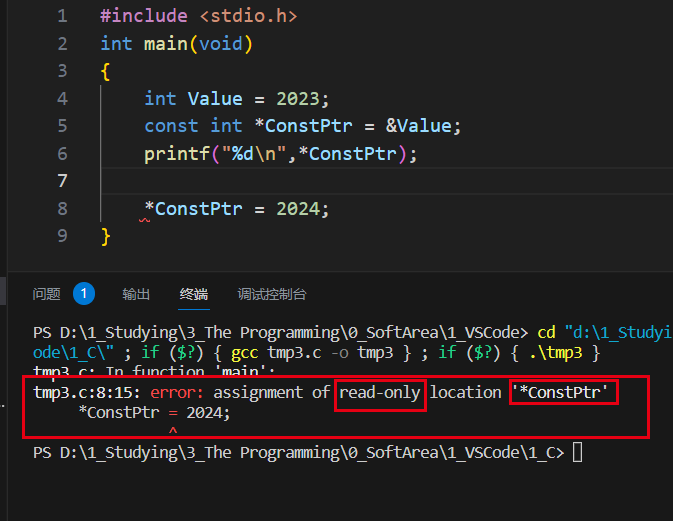 1 #include <stdio.h>
2 int main(void)
3 {
4 int Value = 2023;
5 const int *ConstPtr = &Value;
6 printf("%d\n",*ConstPtr);
7
8 *ConstPtr = 2024;
9 }
问题 1 输出 终端 调试控制台
PS D:\1_Studying\3_The Programming\0_SoftArea\1_VSCode> cd "d:\1_Studyi
ode\1_C\" ; if ($?) { gcc tmp3.c -o tmp3 } ; if ($?) { .\tmp3 }
tmp3.c: In function 'main':
tmp3.c:8:15: error: assignment of read-only location '*ConstPtr'
*ConstPtr = 2024;
^
PS D:\1_Studying\3_The Programming\0_SoftArea\1_VSCode\1_C>